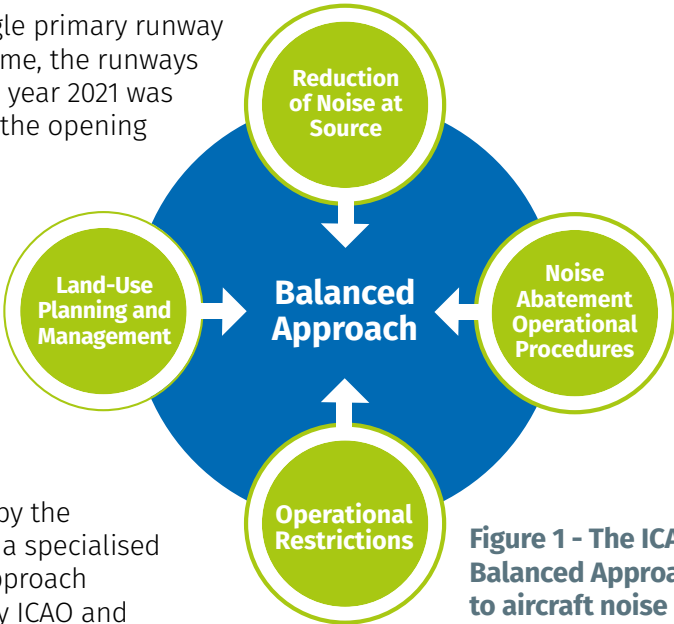 gle primary runway
me, the runways
year 2021 was
the opening
Reduction
of Noise at
Source
Land-Use
Planning and
Management
Balanced
Approach
Noise
Abatement
Operational
Procedures
Operational
Restrictions
by the
a specialised
pproach
y ICAO and
Figure 1 - The ICA
Balanced Approa
to aircraft noise